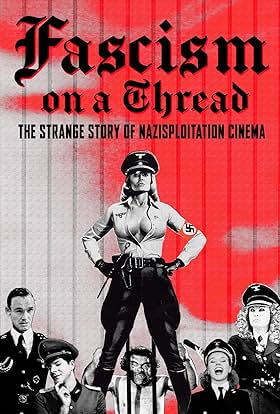 Fascism
on a Thread
THE STRANGE STORY OF NAZISPLOITATION CINEMA